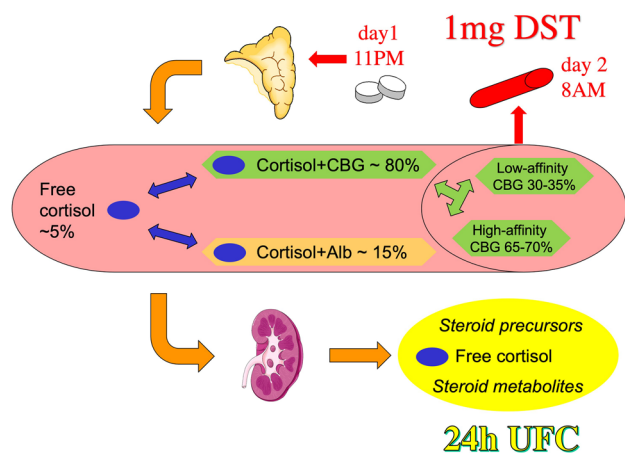 1mg DST
day1
11PM
day 2
8AM
Free
cortisol
~5%
Cortisol+CBG ~ 80%
Cortisol+Alb ~ 15%
Low-affinity
CBG 30-35%
High-affinity
CBG 65-70%
Steroid precursors
Free cortisol
Steroid metabolites
24h UFC